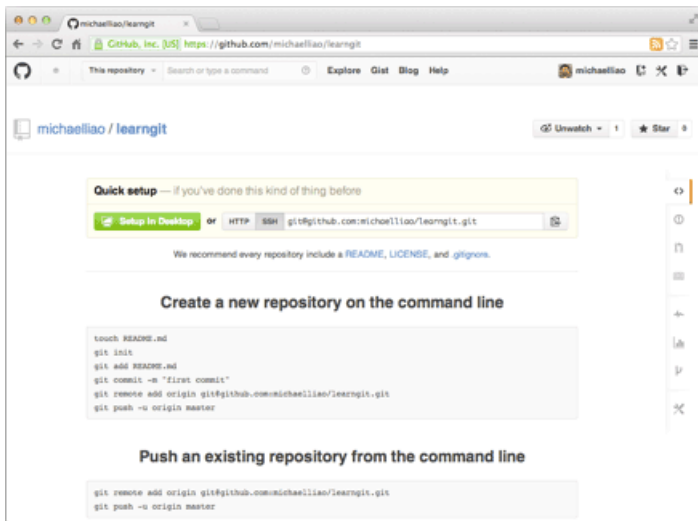 michaelliao/learngit
GitHub, Inc. [US] https://github.com/michaelliao/learngit
This repository Search or type a command Explore Gist Blog Help michaelliao
michaelliao / learngit
Unwatch 1 Star 0
Quick setup — if you've done this kind of thing before
Setup in Desktop or HTTP SSH git@github.com:michaelliao/learngit.git
We recommend every repository include a README, LICENSE, and .gitignore.
Create a new repository on the command line
touch README.md
git init
git add README.md
git commit -m "first commit"
git remote add origin git@github.com:michaelliao/learngit.git
git push -u origin master
Push an existing repository from the command line
git remote add origin git@github.com:michaelliao/learngit.git
git push -u origin master